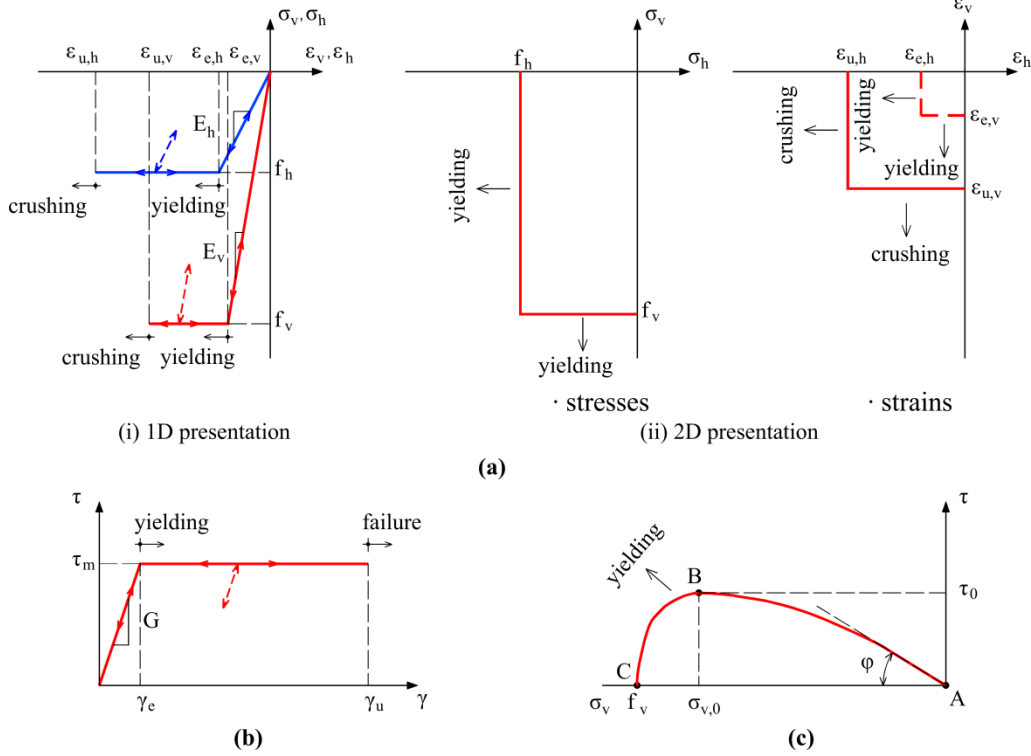 σv,σh
εu,h εu,v εe,h εe,v εv,εh
Eh
fh
crushing yielding
Ev
fv
crushing yielding
(i) 1D presentation
σv
fh σh
yielding
fv
yielding
· stresses
εv
εu,h εe,h εh
crushing
yielding
εe,v
yielding
εu,v
crushing
· strains
(ii) 2D presentation
(a)
τ
yielding failure
τm
G
γe γu γ
(b)
τ
yielding
B
τ0
φ
C
A
σv fv σv,0
(c)